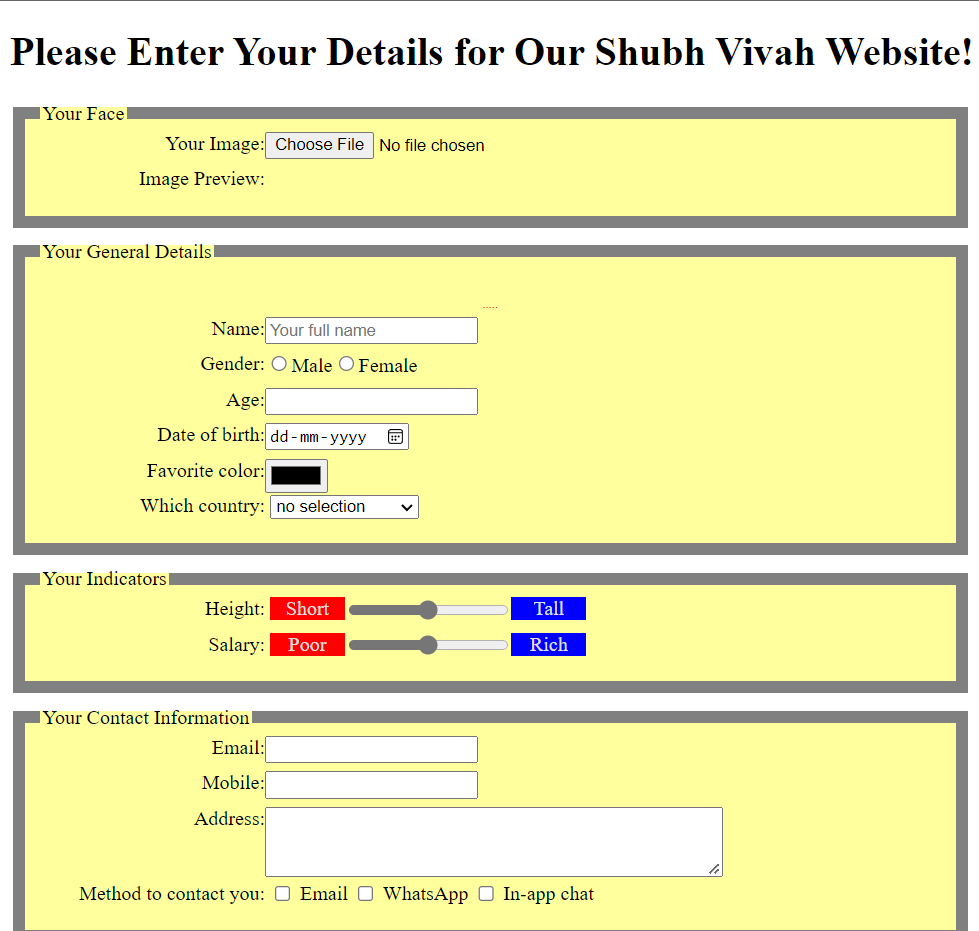 Please Enter Your Details for Our Shubh Vivah Website!
Your Face
Your Image: Choose File No file chosen
Image Preview:
Your General Details
.....
Name: Your full name
Gender: Male Female
Age:
Date of birth: dd-mm-yyyy
Favorite color:
Which country: no selection
Your Indicators
Height: Short Tall
Salary: Poor Rich
Your Contact Information
Email:
Mobile:
Address:
Method to contact you: Email WhatsApp In-app chat